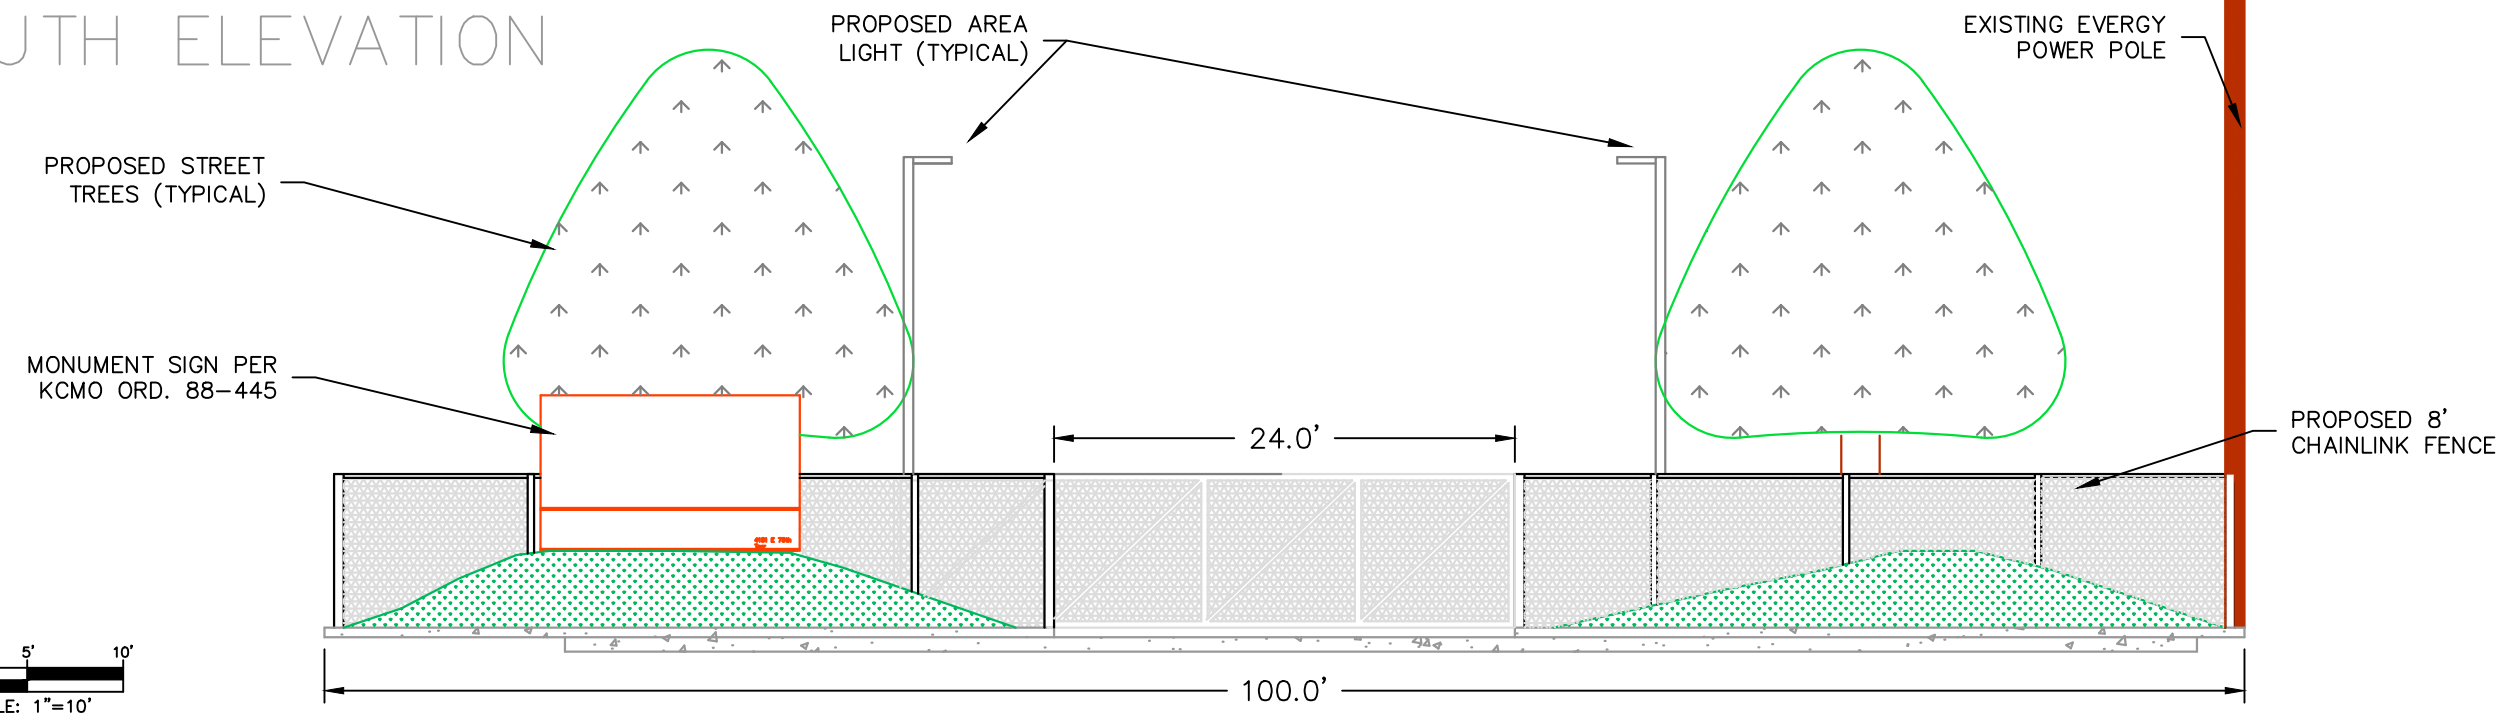 UTH ELEVATION
PROPOSED AREA
LIGHT (TYPICAL)
EXISTING EVERGY
POWER POLE
PROPOSED STREET
TREES (TYPICAL)
MONUMENT SIGN PER
KCMO ORD. 88-445
24.0'
PROPOSED 8'
CHAINLINK FENCE
5' 10'
LE: 1"=10'
100.0'